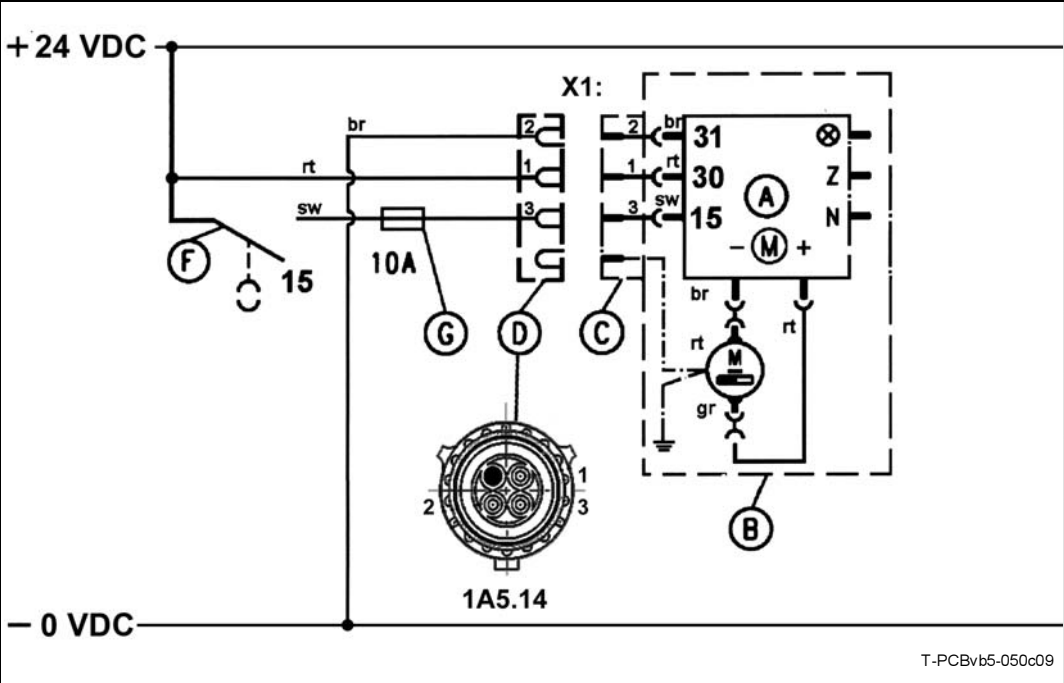 + 24 VDC
X1:
br
2
2
br
31
rt
1
1
rt
30
Z
A
sw
3
3
sw
15
N
F
10A
− M +
15
br
rt
G
D
C
rt
M
gr
1
2
3
B
1A5.14
− 0 VDC
T-PCBvb5-050c09